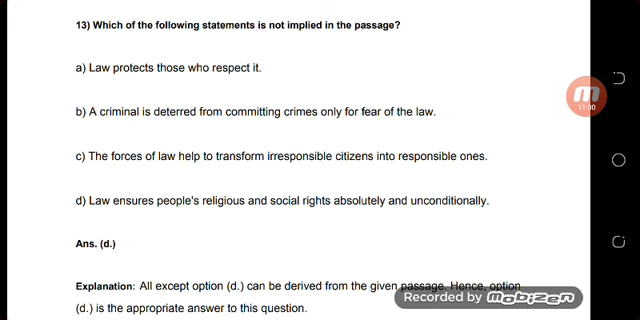 13) Which of the following statements is not implied in the passage?
a) Law protects those who respect it.
b) A criminal is deterred from committing crimes only for fear of the law.
c) The forces of law help to transform irresponsible citizens into responsible ones.
d) Law ensures people's religious and social rights absolutely and unconditionally.
Ans. (d.)
Explanation: All except option (d.) can be derived from the given passage. Hence, option
(d.) is the appropriate answer to this question.
11:00
Recorded by mobizen